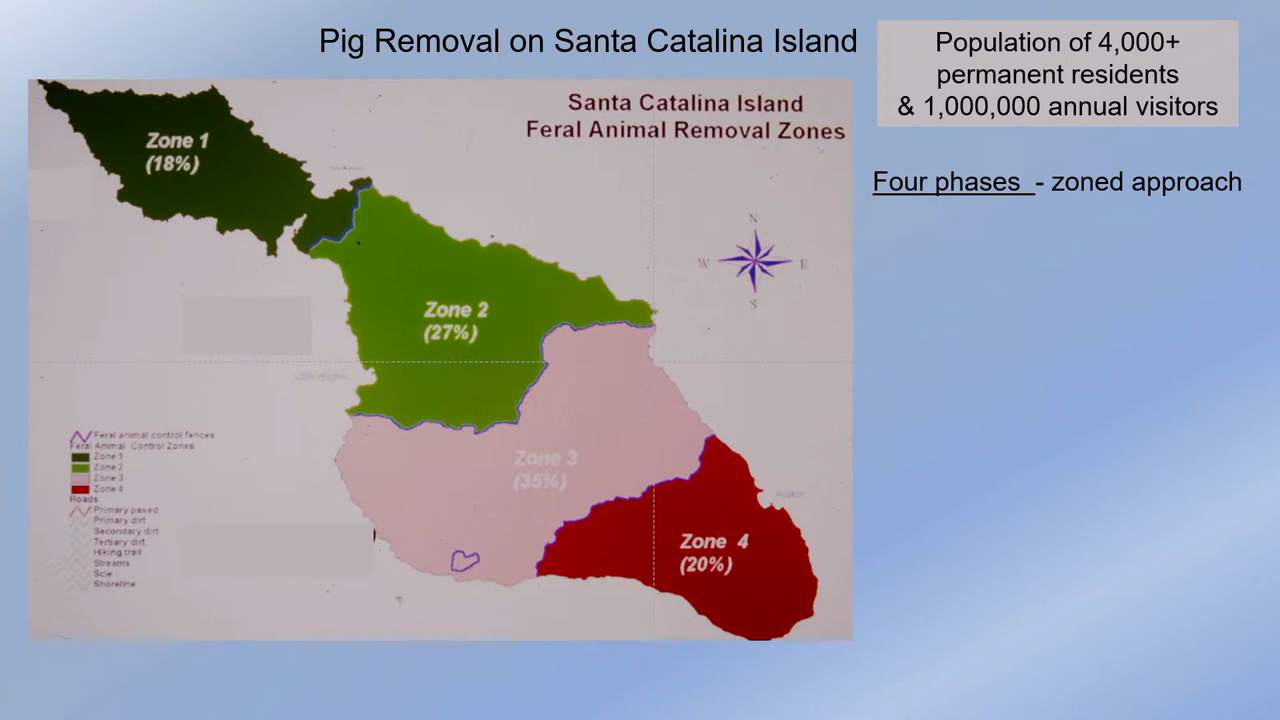 Pig Removal on Santa Catalina Island
Population of 4,000+
permanent residents
& 1,000,000 annual visitors
Four phases - zoned approach
Santa Catalina Island
Feral Animal Removal Zones
Zone 1
(18%)
N
W E
S
Zone 2
(27%)
Zone 3
(35%)
Zone 4
(20%)
Feral animal control fences
Feral Animal Control Zones
Zone 1
Zone 2
Zone 3
Zone 4
Roads
Primary paved
Primary dirt
Secondary dirt
Tertiary dirt
Hiking trail
Streams
Shoreline